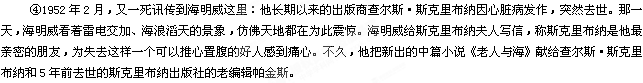 ④1952 年 2 月，又一死讯传到海明威这里：他长期以来的出版商查尔斯·斯克里布纳因心脏病发作，突然去世。那一
天，海明威看着雷电交加、海浪滔天的景象，仿佛天地都在为此震惊。海明威给斯克里布纳夫人写信，称斯克里布纳是他最
亲密的朋友，为失去这样一个可以推心置腹的好人感到痛心。不久，他把新出的中篇小说《老人与海》献给查尔斯·斯克里
布纳和 5 年前去世的斯克里布纳出版社的老编辑帕金斯。